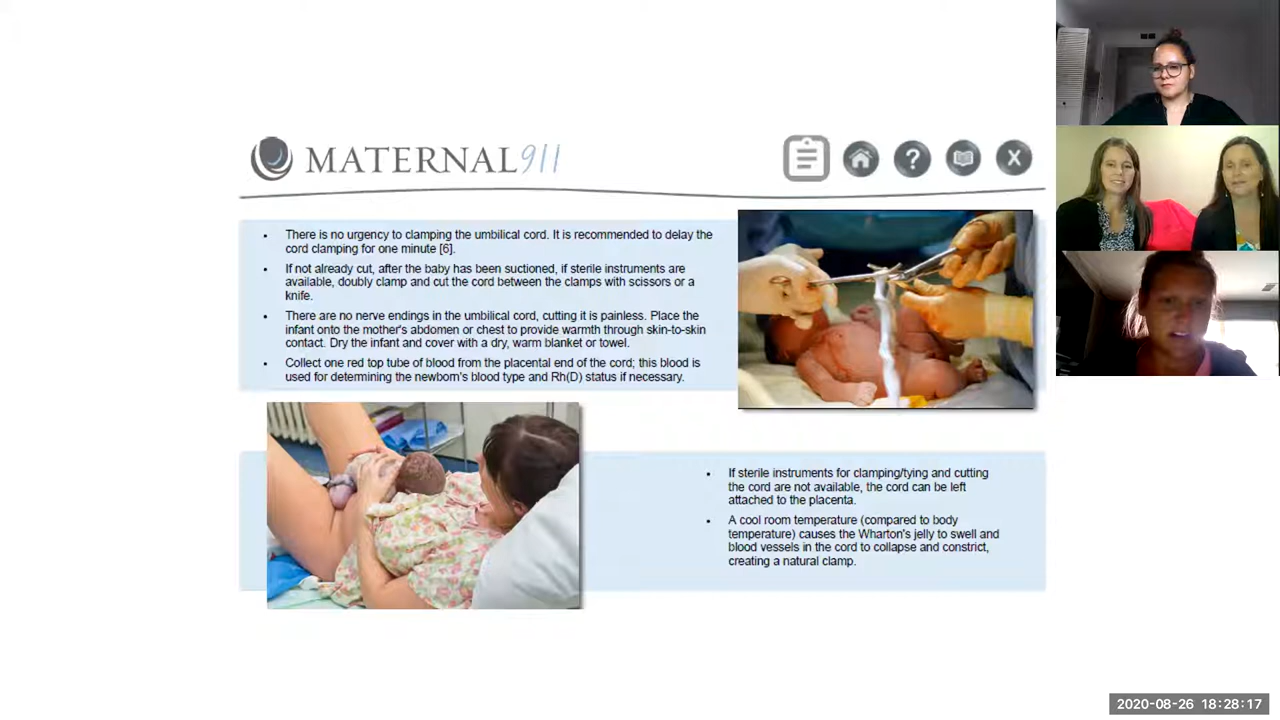 MATERNAL911
? X
• There is no urgency to clamping the umbilical cord. It is recommended to delay the
cord clamping for one minute [6].
• If not already cut, after the baby has been suctioned, if sterile instruments are
available, doubly clamp and cut the cord between the clamps with scissors or a
knife.
• There are no nerve endings in the umbilical cord, cutting it is painless. Place the
infant onto the mother's abdomen or chest to provide warmth through skin-to-skin
contact. Dry the infant and cover with a dry, warm blanket or towel.
• Collect one red top tube of blood from the placental end of the cord; this blood is
used for determining the newborn's blood type and Rh(D) status if necessary.
• If sterile instruments for clamping/tying and cutting
the cord are not available, the cord can be left
attached to the placenta.
• A cool room temperature (compared to body
temperature) causes the Wharton's jelly to swell and
blood vessels in the cord to collapse and constrict,
creating a natural clamp.
2020-08-26 18:28:17